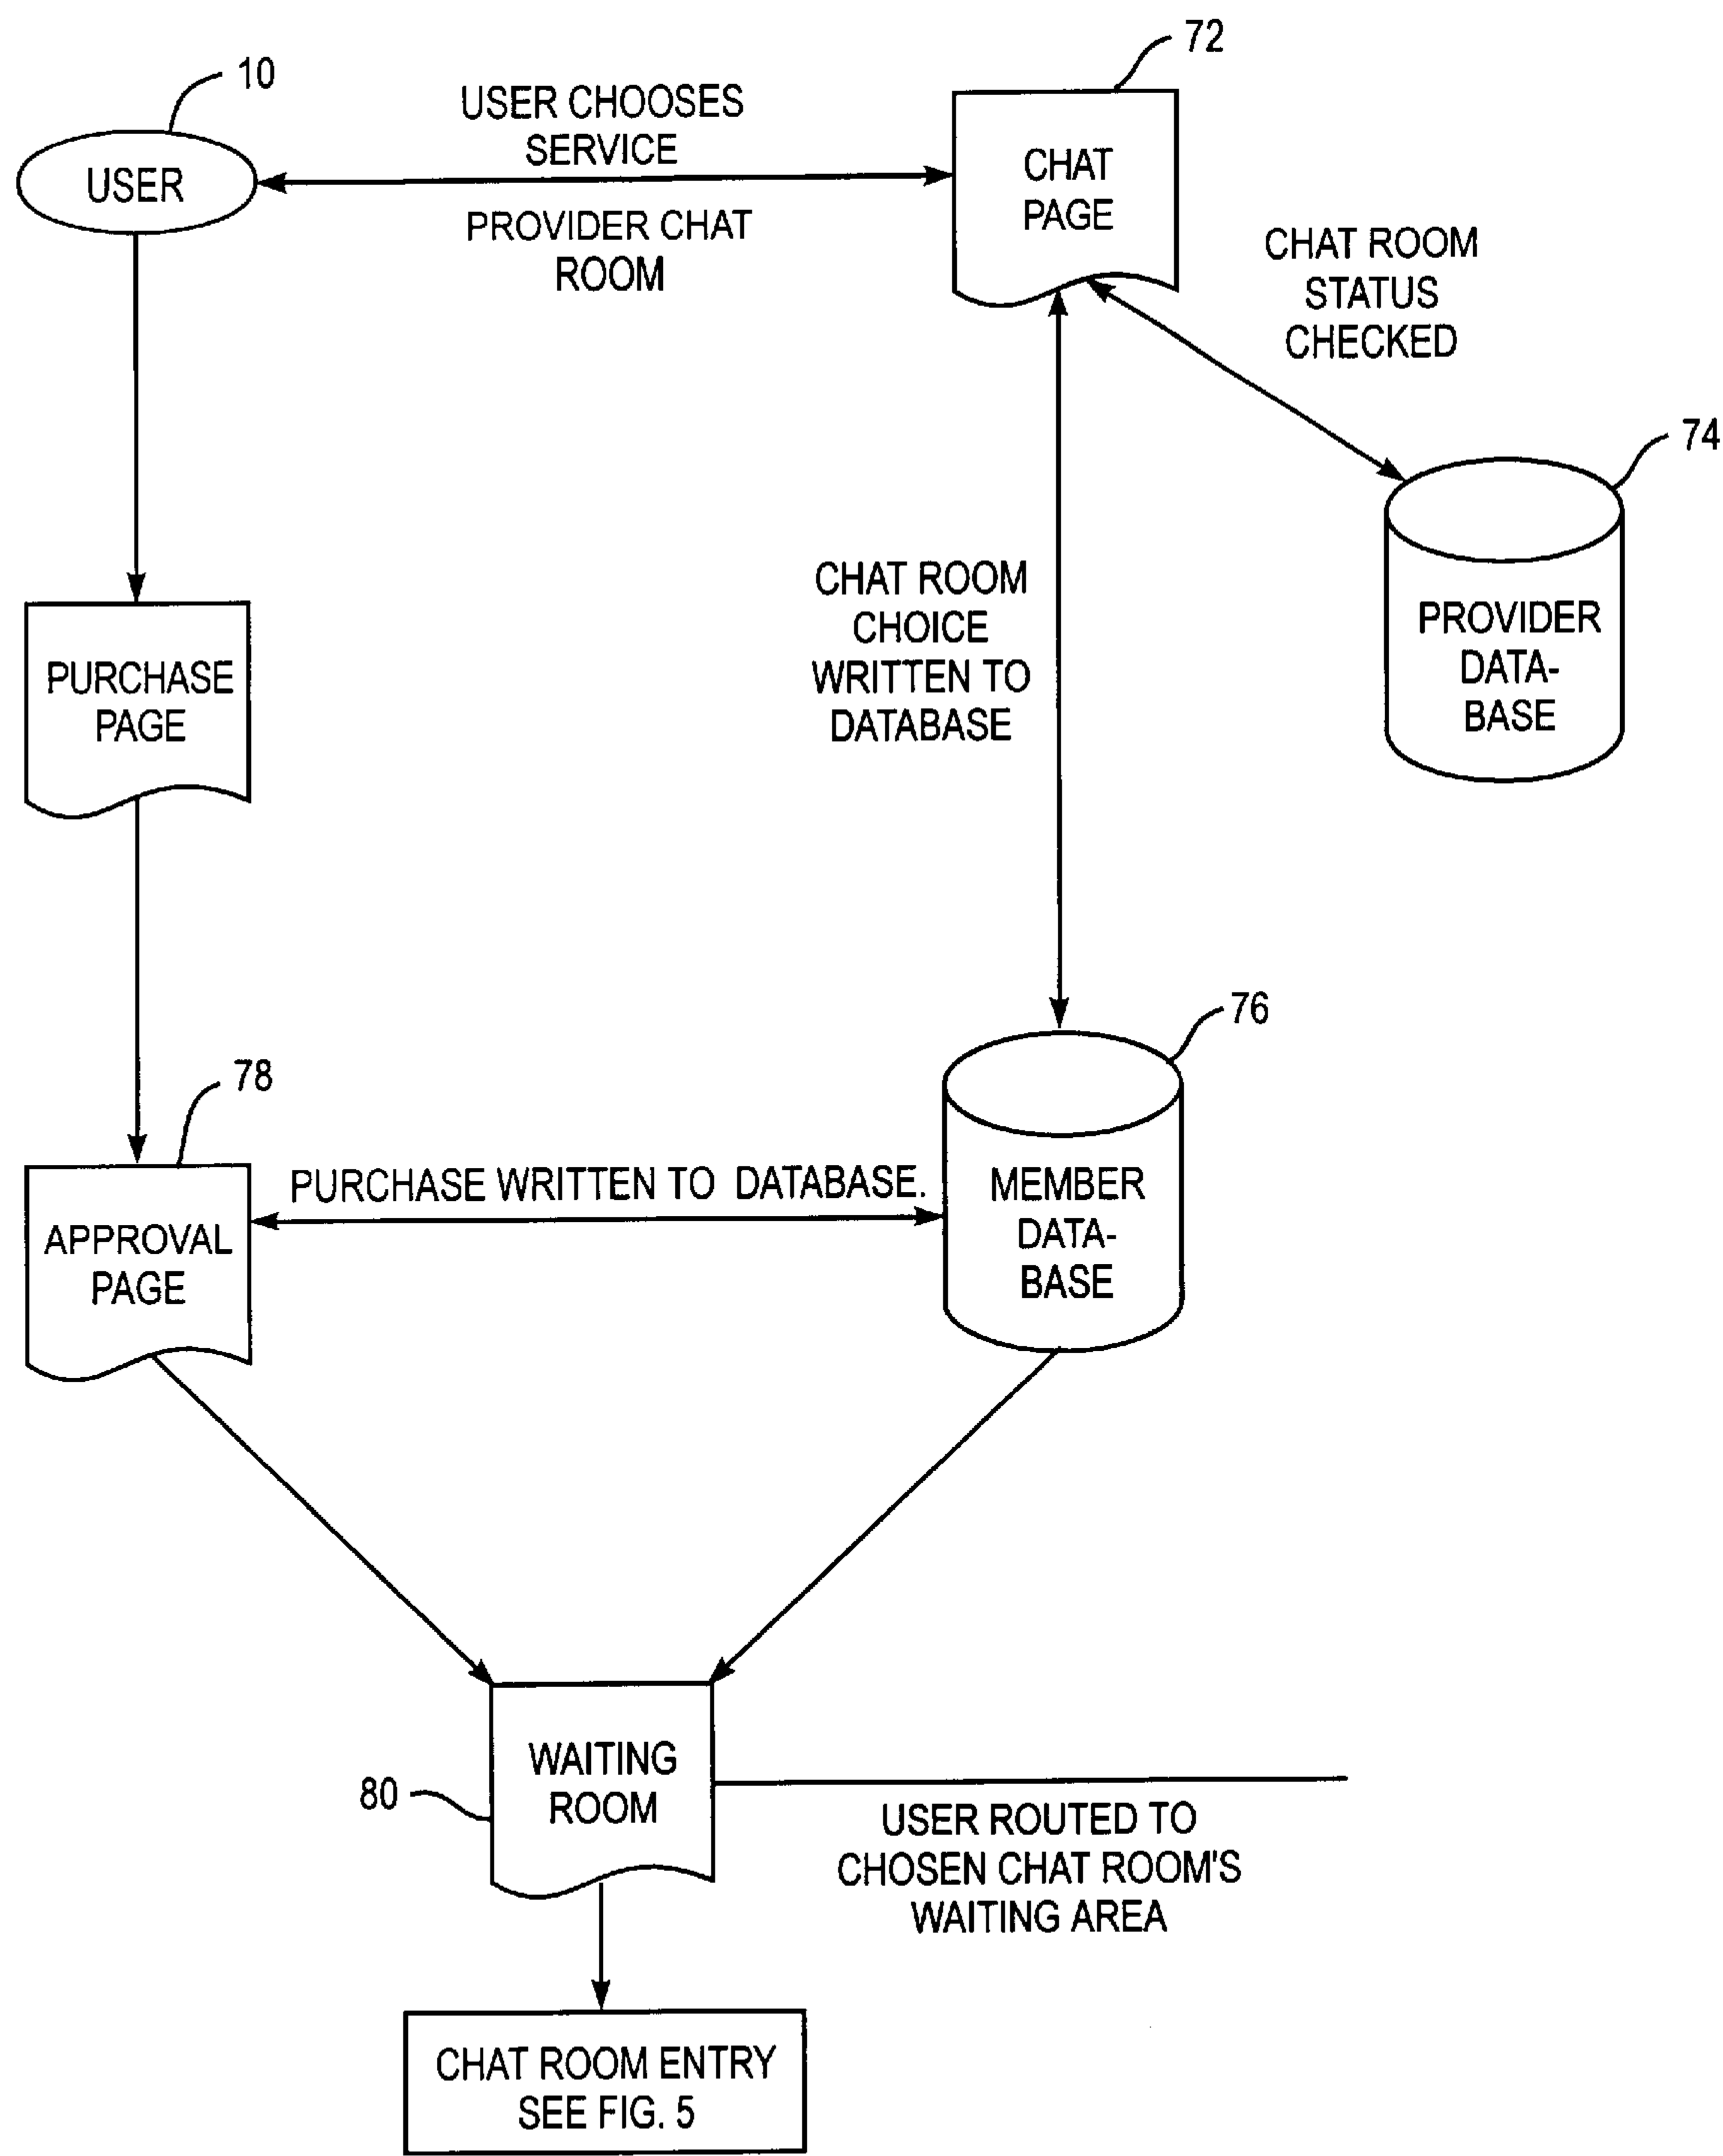 72
10
USER CHOOSES
SERVICE
USER
CHAT
PAGE
PROVIDER CHAT
ROOM
CHAT ROOM
STATUS
CHECKED
74
CHAT ROOM
CHOICE
WRITTEN TO
DATABASE
PROVIDER
DATA-
BASE
PURCHASE
PAGE
76
78
PURCHASE WRITTEN TO DATABASE.
MEMBER
DATA-
BASE
APPROVAL
PAGE
WAITING
ROOM
80
USER ROUTED TO
CHOSEN CHAT ROOM'S
WAITING AREA
CHAT ROOM ENTRY
SEE FIG. 5